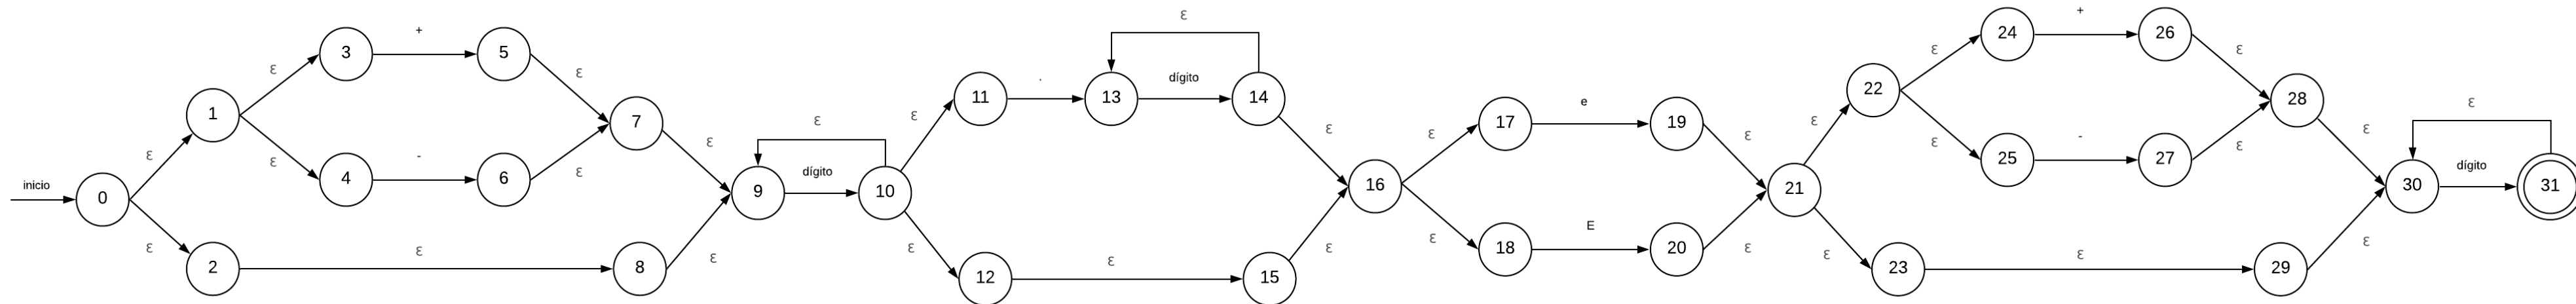 inicio
0
ε
ε
1
2
ε
ε
3
4
+
-
5
6
ε
ε
7
ε
8
ε
ε
9
dígito
ε
10
ε
ε
11
12
.
ε
13
dígito
ε
14
15
ε
ε
16
ε
ε
17
18
e
E
19
20
ε
ε
21
ε
ε
22
23
ε
ε
24
25
+
-
ε
26
27
ε
ε
28
29
ε
ε
30
dígito
ε
31